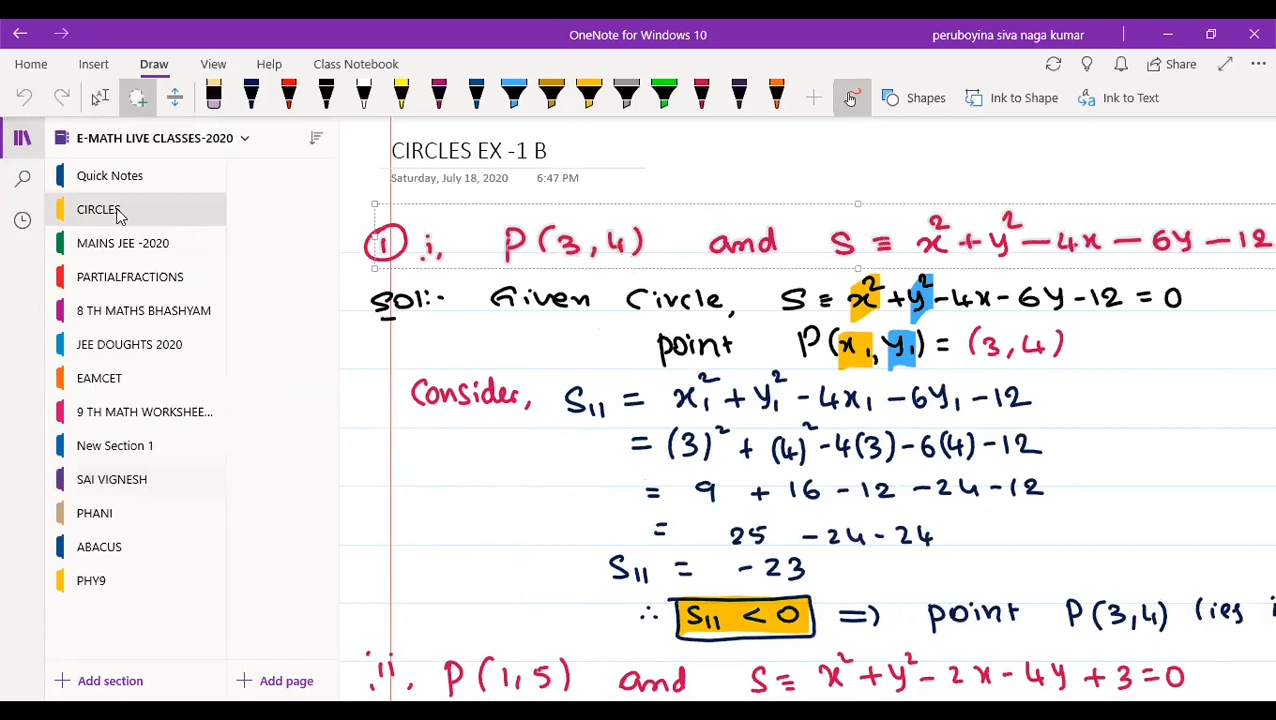 OneNote for Windows 10
peruboyina siva naga kumar
Home Insert Draw View Help Class Notebook
Share
Shapes
Ink to Shape
Ink to Text
E-MATH LIVE CLASSES-2020
Quick Notes
CIRCLES
MAINS JEE -2020
PARTIALFRACTIONS
8 TH MATHS BHASHYAM
JEE DOUGHTS 2020
EAMCET
9 TH MATH WORKSHEE...
New Section 1
SAI VIGNESH
PHANI
ABACUS
PHY9
Add section
Add page
CIRCLES EX -1 B
Saturday, July 18, 2020 6:47 PM
① i, P(3,4) and S ≡ x² + y² - 4x - 6y - 12
Sol:- Given Circle, S ≡ x² + y² - 4x - 6y - 12 = 0
point P(x₁, y₁) = (3,4)
Consider, S₁₁ = x₁² + y₁² - 4x₁ - 6y₁ - 12
= (3)² + (4)² - 4(3) - 6(4) - 12
= 9 + 16 - 12 - 24 - 12
= 25 - 24 - 24
S₁₁ = -23
∴ S₁₁ < 0 ⇒ point P(3,4) lies i
ii. P(1,5) and S ≡ x² + y² - 2x - 4y + 3 = 0